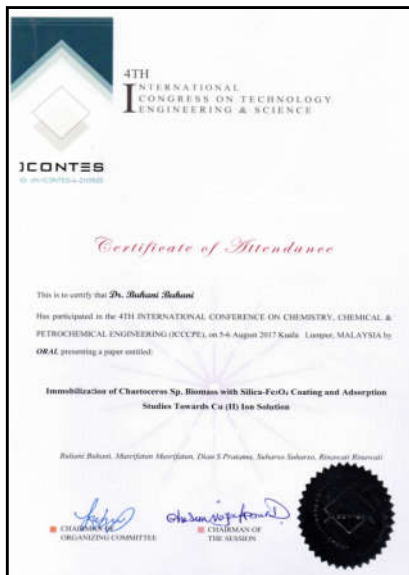 4TH
INTERNATIONAL
CONGRESS ON TECHNOLOGY
ENGINEERING & SCIENCE
ICONTES
Certificate of Attendance
This is to certify that Dr. Buhani Buhani
Has participated in the 4TH INTERNATIONAL CONFERENCE ON CHEMISTRY, CHEMICAL &
PETROCHEMICAL ENGINEERING (ICCCPE), on 5-6 August 2017 Kuala Lumpur, MALAYSIA by
ORAL presenting a paper entitled:
Immobilization of Chaetoceros Sp. Biomass with Silica-Fe3O4 Coating and Adsorption
Studies Towards Cu (II) Ion Solution
Buhani Buhani, Musrifatun Musrifatun, Dian S Pratama, Suharso Suharso, Rinawati Rinawati
CHAIRMAN OF
ORGANIZING COMMITTEE
CHAIRMAN OF
THE SESSION